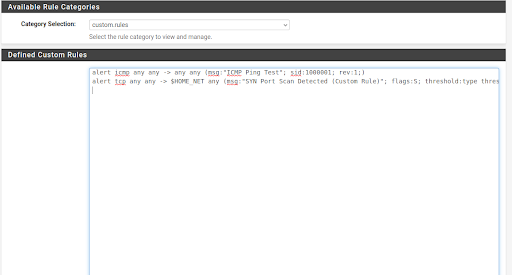 Available Rule Categories
Category Selection:
custom.rules
Select the rule category to view and manage.
Defined Custom Rules
alert icmp any any -> any any (msg:"ICMP Ping Test"; sid:1000001; rev:1;)
alert tcp any any -> $HOME_NET any (msg:"SYN Port Scan Detected (Custom Rule)"; flags:S; threshold:type thres